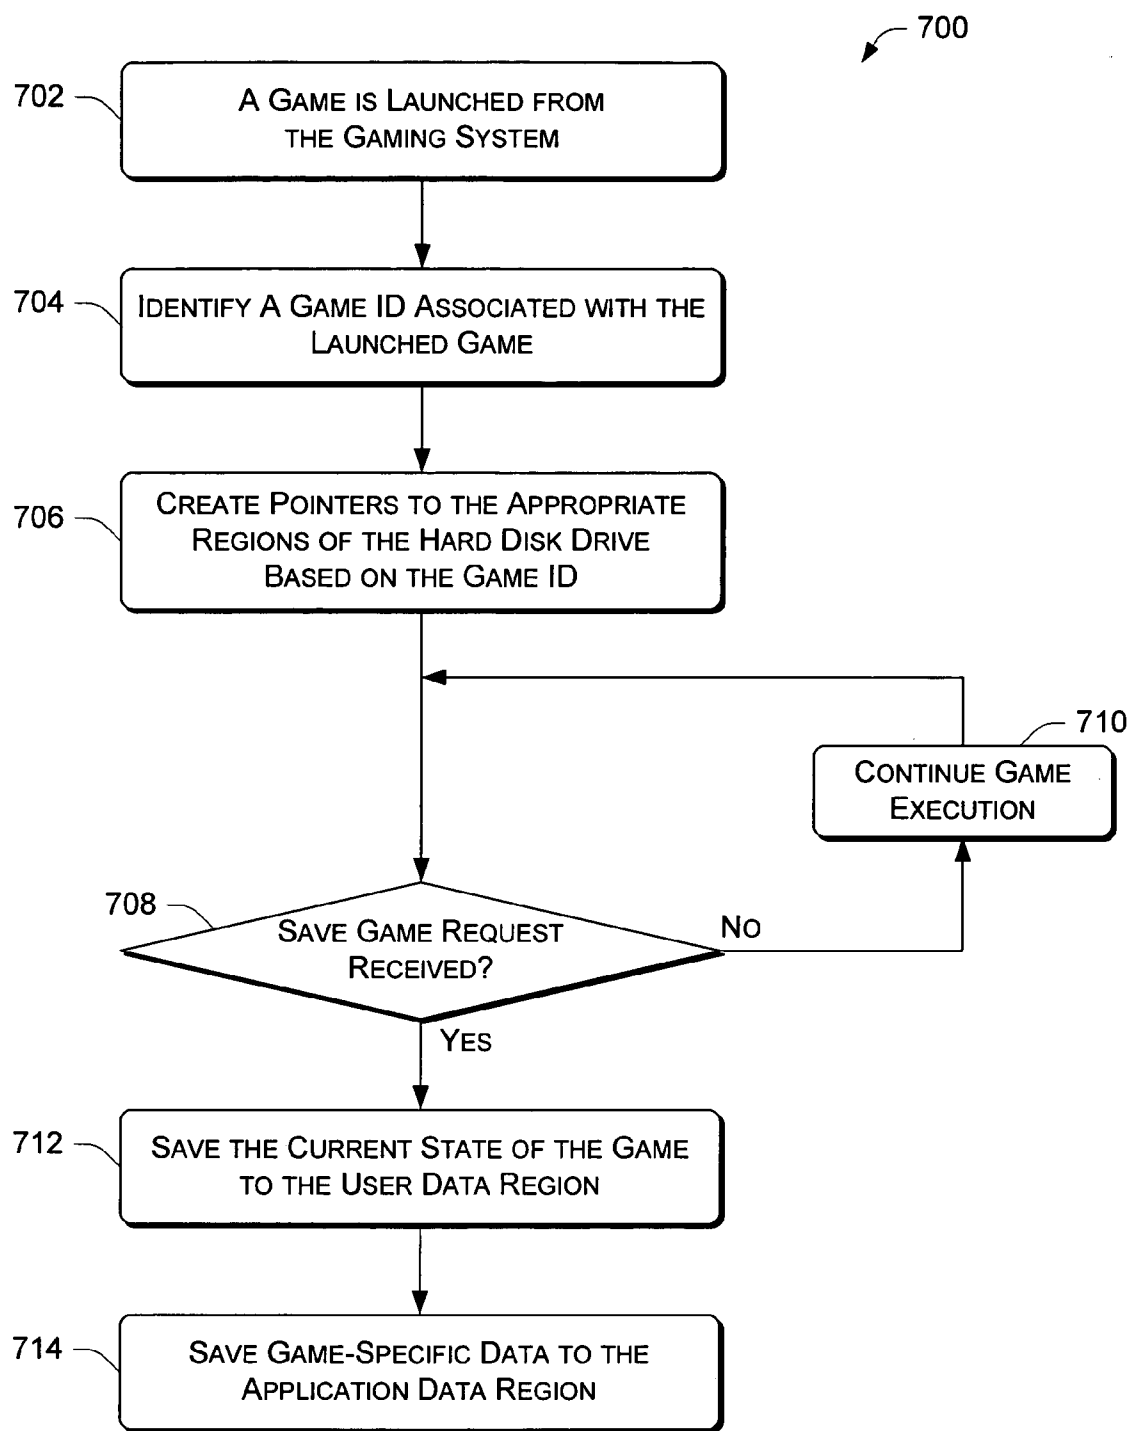 700
702
A GAME IS LAUNCHED FROM
THE GAMING SYSTEM
704
IDENTIFY A GAME ID ASSOCIATED WITH THE
LAUNCHED GAME
706
CREATE POINTERS TO THE APPROPRIATE
REGIONS OF THE HARD DISK DRIVE
BASED ON THE GAME ID
710
CONTINUE GAME
EXECUTION
708
SAVE GAME REQUEST
RECEIVED?
NO
YES
712
SAVE THE CURRENT STATE OF THE GAME
TO THE USER DATA REGION
714
SAVE GAME-SPECIFIC DATA TO THE
APPLICATION DATA REGION